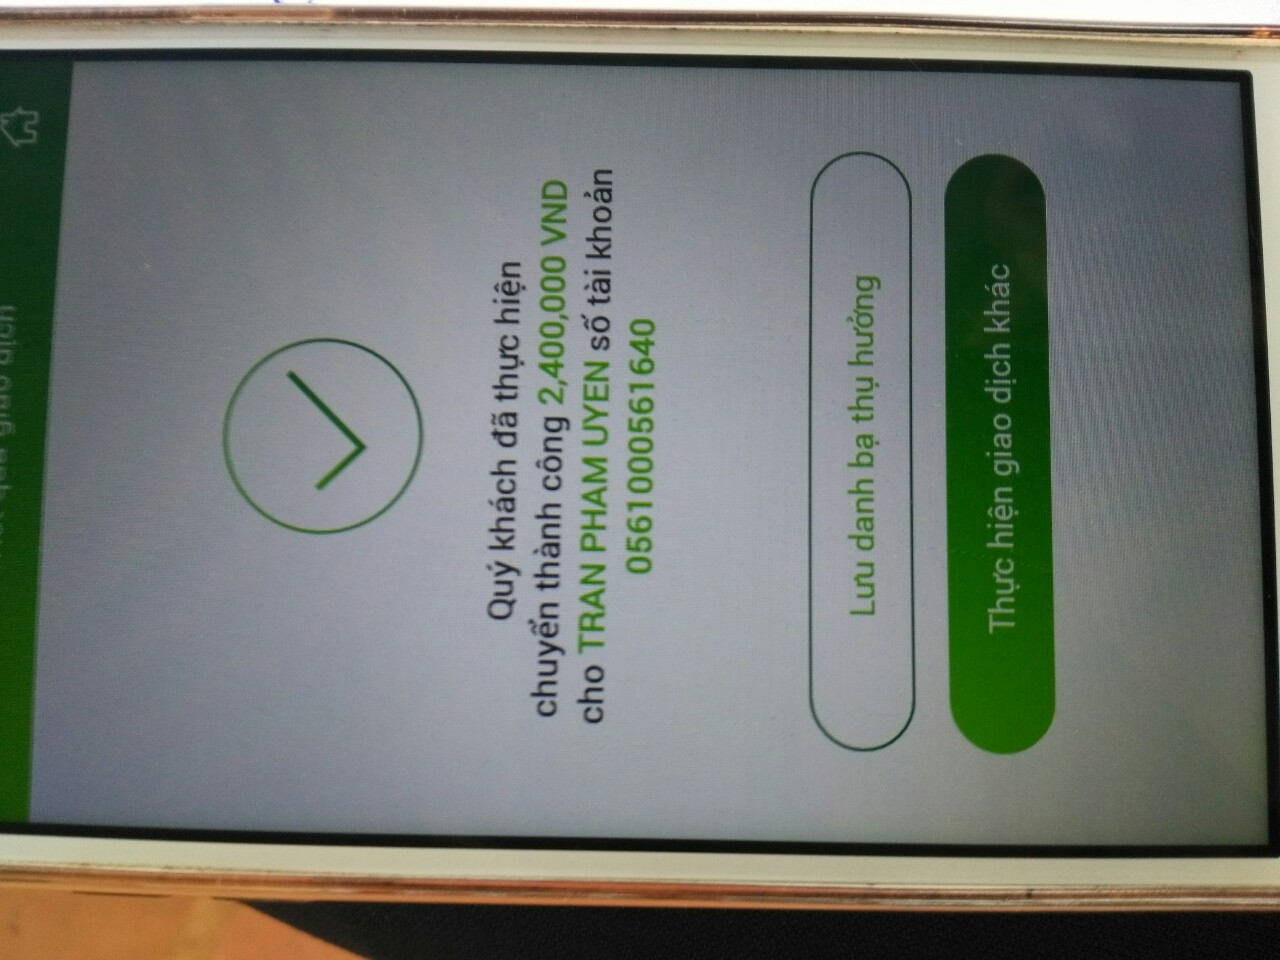 Kết quả giao dịch
Quý khách đã thực hiện
chuyển thành công 2,400,000 VND
cho TRAN PHAM UYEN số tài khoản
0561000561640
Lưu danh bạ thụ hưởng
Thực hiện giao dịch khác